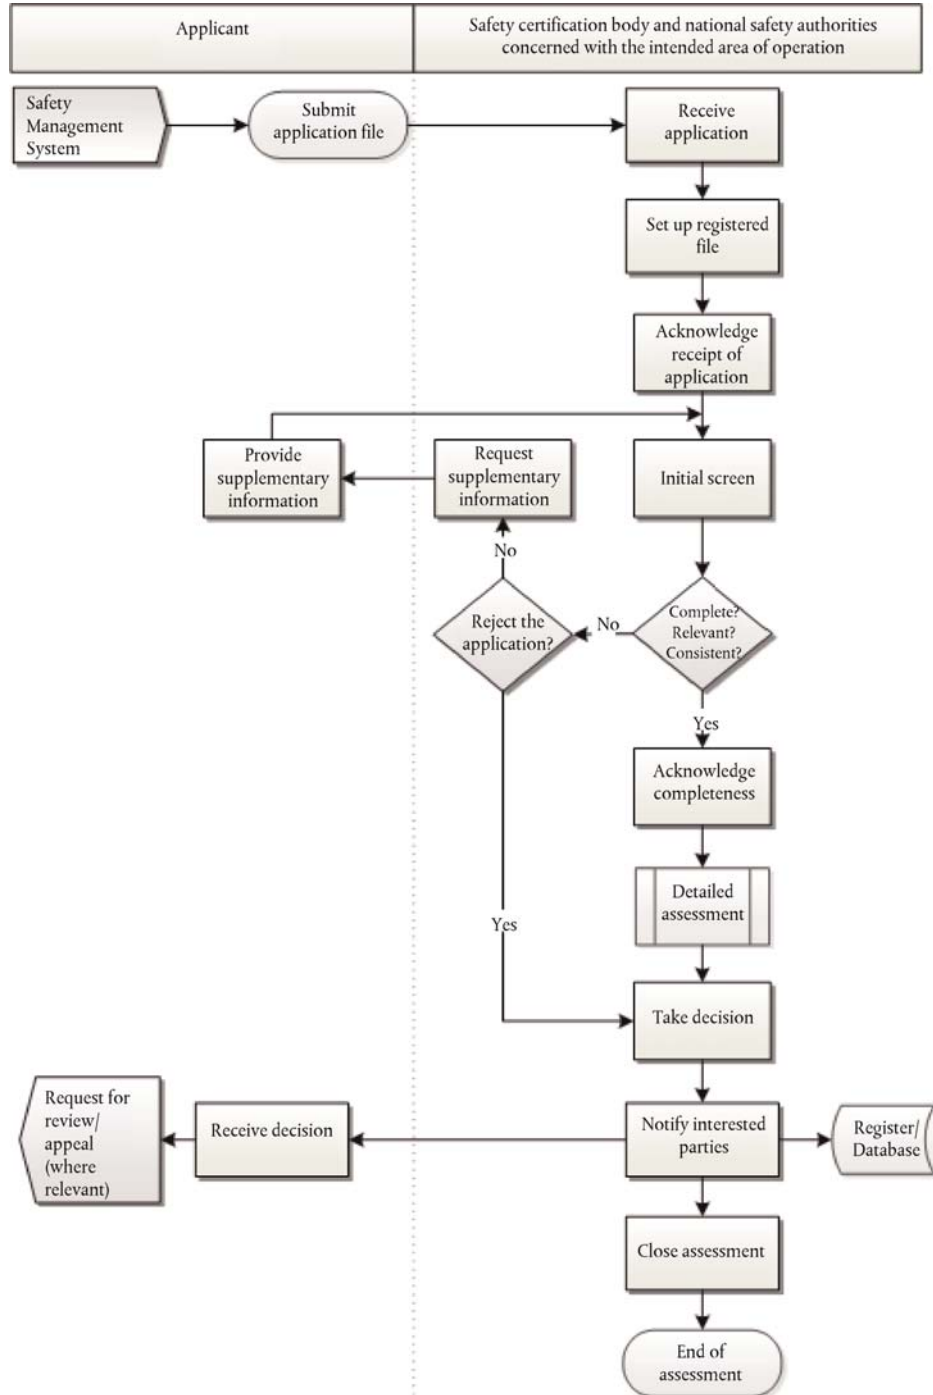 Applicant
Safety certification body and national safety authorities
concerned with the intended area of operation
Safety
Management
System
Submit
application file
Receive
application
Set up registered
file
Acknowledge
receipt of
application
Provide
supplementary
information
Request
supplementary
information
Initial screen
No
Reject the
application?
No
Complete?
Relevant?
Consistent?
Yes
Acknowledge
completeness
Detailed
assessment
Yes
Take decision
Request for
review/
appeal
(where
relevant)
Receive decision
Notify interested
parties
Register/
Database
Close assessment
End of
assessment